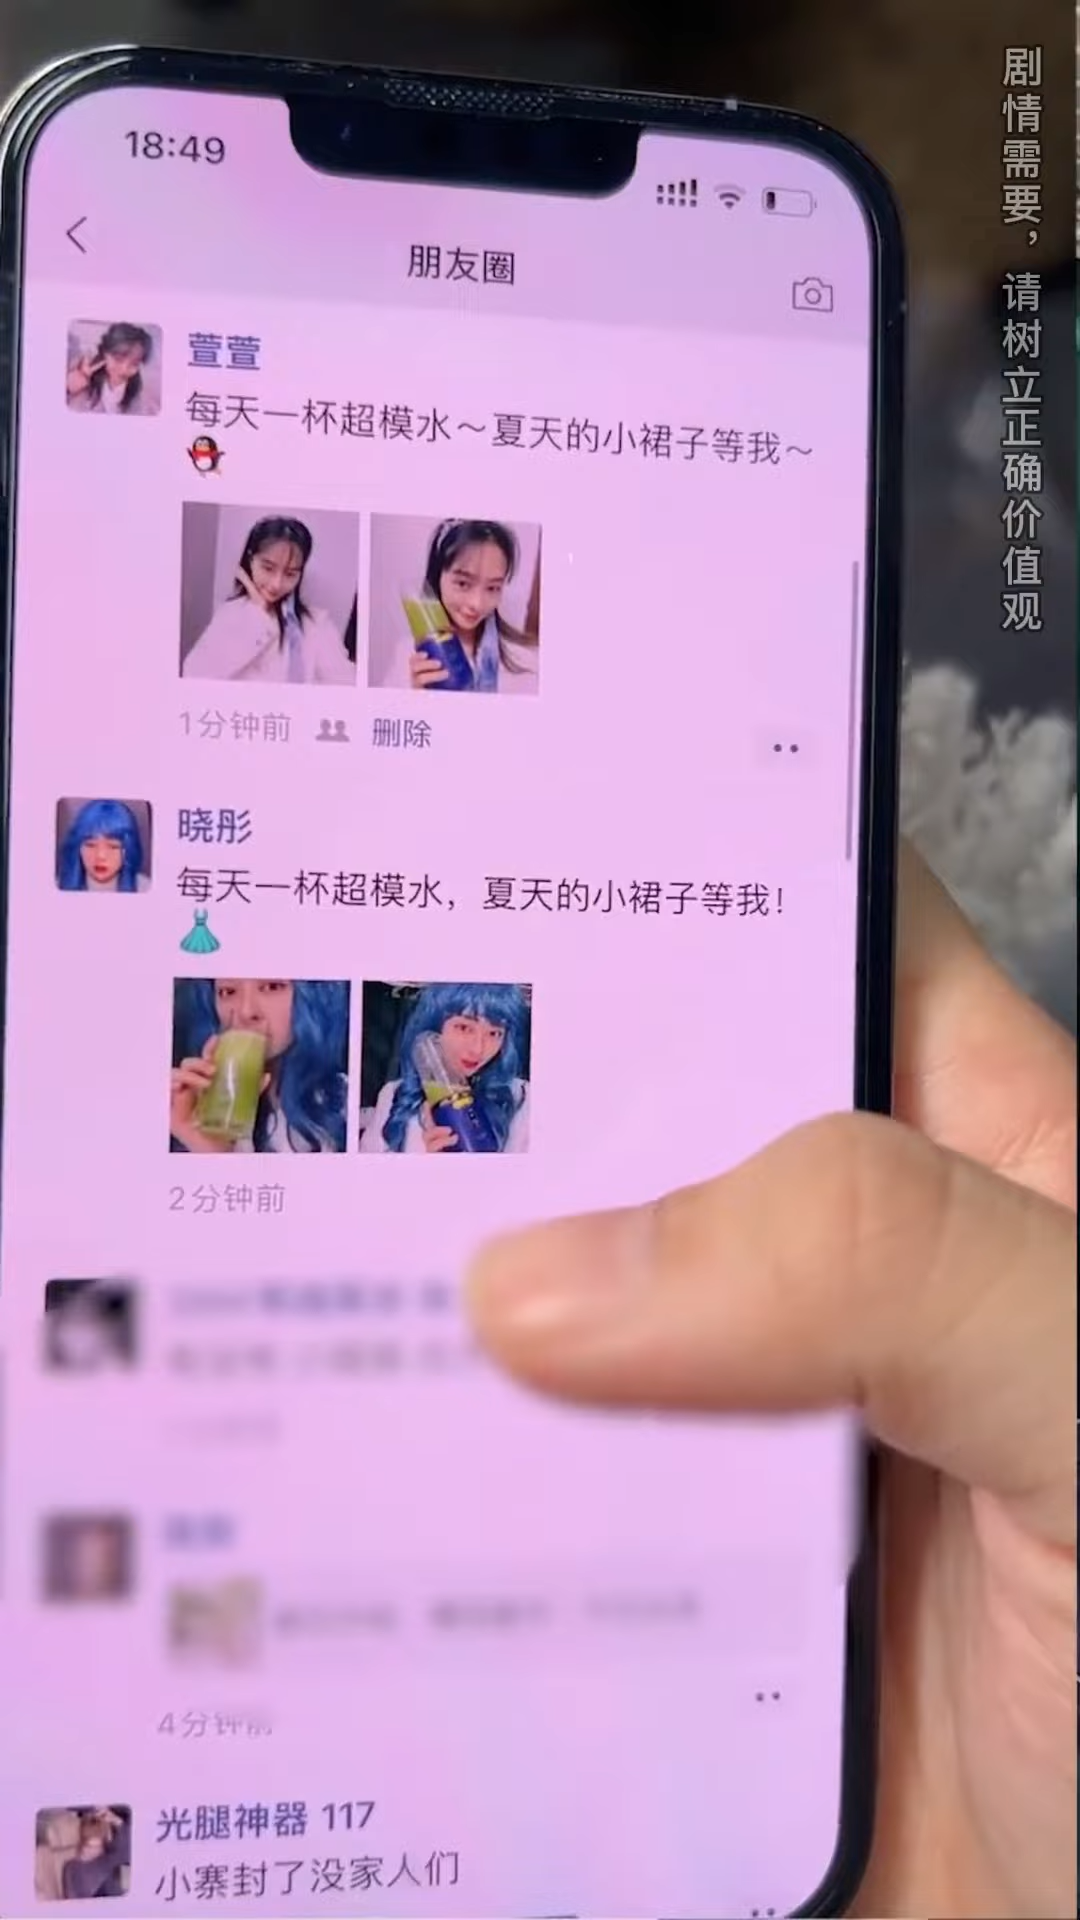 剧情需要，请树立正确价值观
18:49
朋友圈
萱萱
每天一杯超模水～夏天的小裙子等我～
1分钟前 删除
晓彤
每天一杯超模水，夏天的小裙子等我！
2分钟前
4分钟前
光腿神器 117
小寨封了没家人们